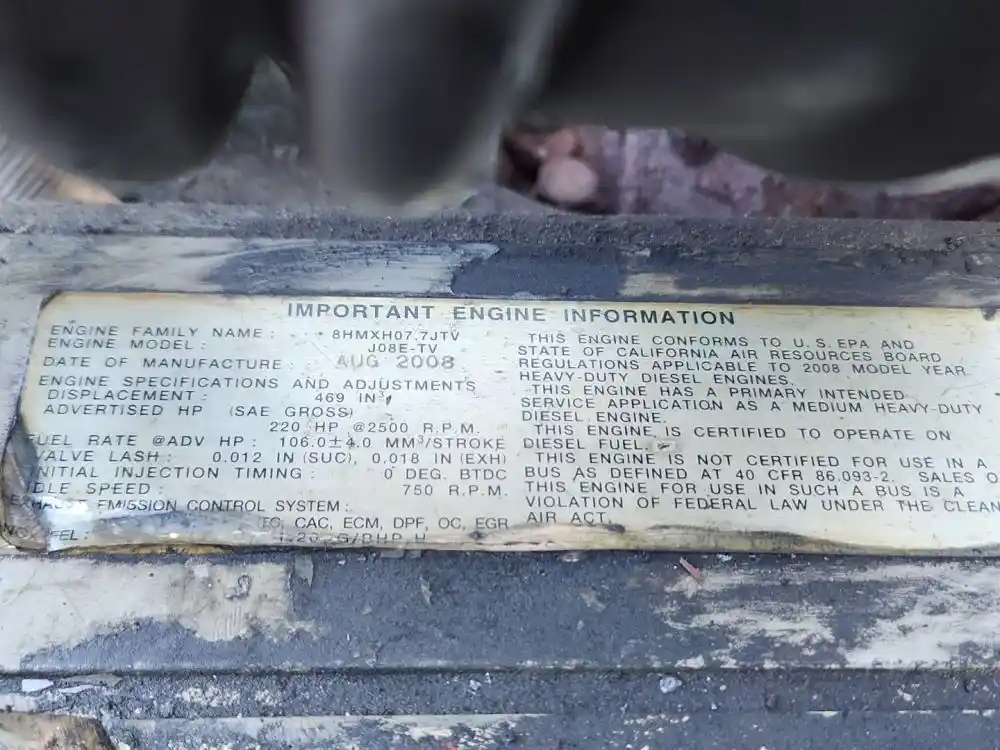 IMPORTANT ENGINE INFORMATION
ENGINE FAMILY NAME : 8HMXH07.7JTV
ENGINE MODEL : J08E-TV
DATE OF MANUFACTURE : AUG 2008
ENGINE SPECIFICATIONS AND ADJUSTMENTS
DISPLACEMENT : 469 IN³
ADVERTISED HP (SAE GROSS)
220 HP @2500 R.P.M.
FUEL RATE @ADV HP : 106.0±4.0 MM³/STROKE
VALVE LASH : 0.012 IN (SUC), 0.018 IN (EXH)
INITIAL INJECTION TIMING : 0 DEG. BTDC
IDLE SPEED : 750 R.P.M.
EMISSION CONTROL SYSTEM :
CAC, ECM, DPF, OC, EGR
THIS ENGINE CONFORMS TO U.S. EPA AND
STATE OF CALIFORNIA AIR RESOURCES BOARD
REGULATIONS APPLICABLE TO 2008 MODEL YEAR
HEAVY-DUTY DIESEL ENGINES.
THIS ENGINE HAS A PRIMARY INTENDED
SERVICE APPLICATION AS A MEDIUM HEAVY-DUTY
DIESEL ENGINE.
THIS ENGINE IS CERTIFIED TO OPERATE ON
DIESEL FUEL.
THIS ENGINE IS NOT CERTIFIED FOR USE IN A
BUS AS DEFINED AT 40 CFR 86.093-2. SALES O
THIS ENGINE FOR USE IN SUCH A BUS IS A
VIOLATION OF FEDERAL LAW UNDER THE CLEAN
AIR ACT.